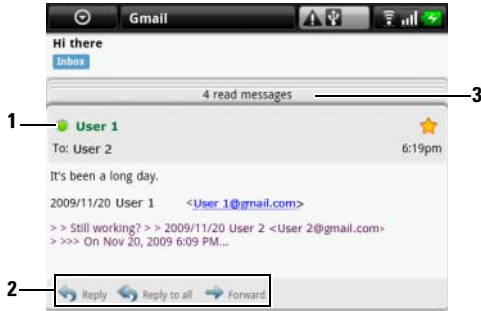 Gmail
Hi there
Inbox
4 read messages
3
1
User 1
To: User 2
6:19pm
It's been a long day.
2009/11/20 User 1 <User 1@gmail.com>
> > Still working? > > 2009/11/20 User 2 <User 2@gmail.com>
> >>> On Nov 20, 2009 6:09 PM...
2
Reply Reply to all Forward